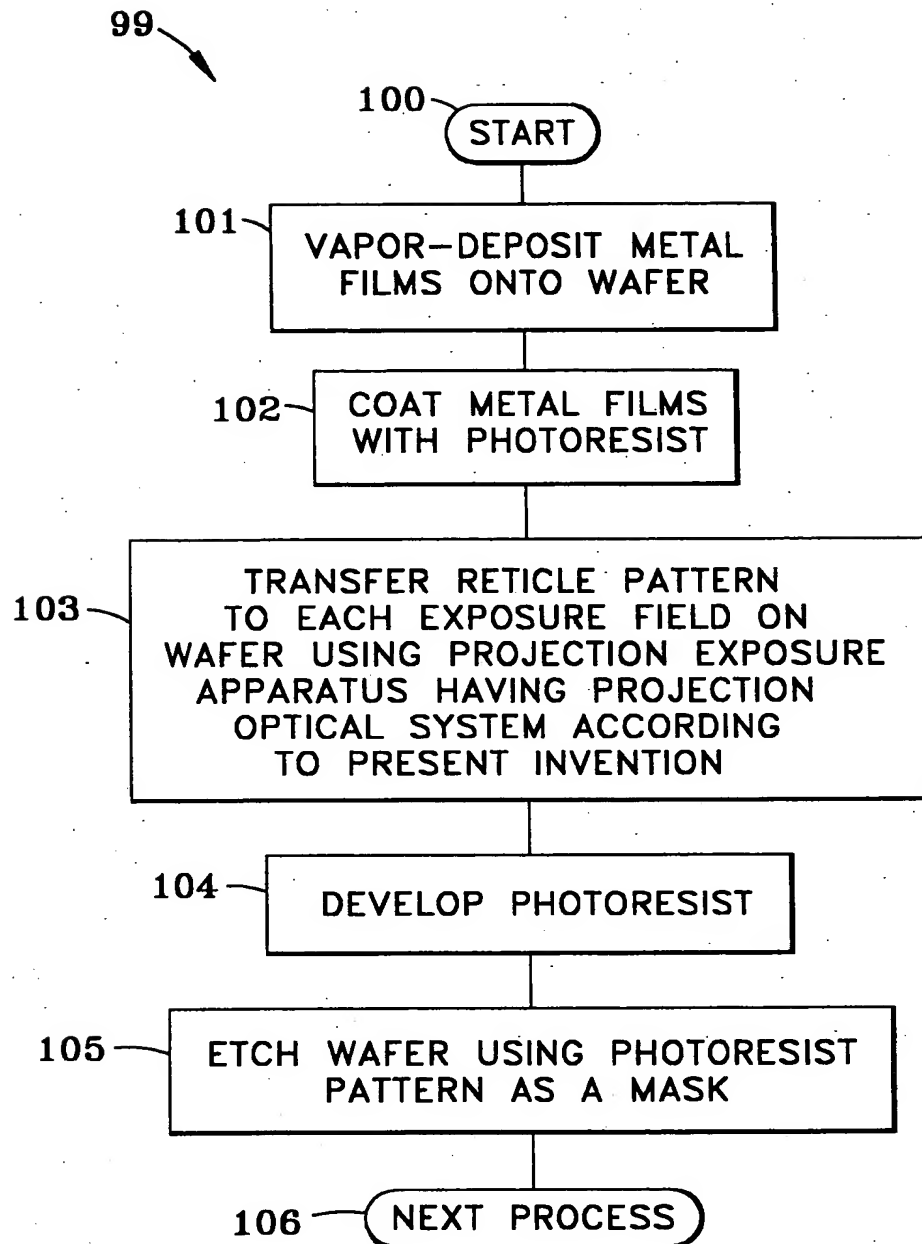 99
100
START
101
VAPOR-DEPOSIT METAL
FILMS ONTO WAFER
102
COAT METAL FILMS
WITH PHOTORESIST
103
TRANSFER RETICLE PATTERN
TO EACH EXPOSURE FIELD ON
WAFER USING PROJECTION EXPOSURE
APPARATUS HAVING PROJECTION
OPTICAL SYSTEM ACCORDING
TO PRESENT INVENTION
104
DEVELOP PHOTORESIST
105
ETCH WAFER USING PHOTORESIST
PATTERN AS A MASK
106
NEXT PROCESS